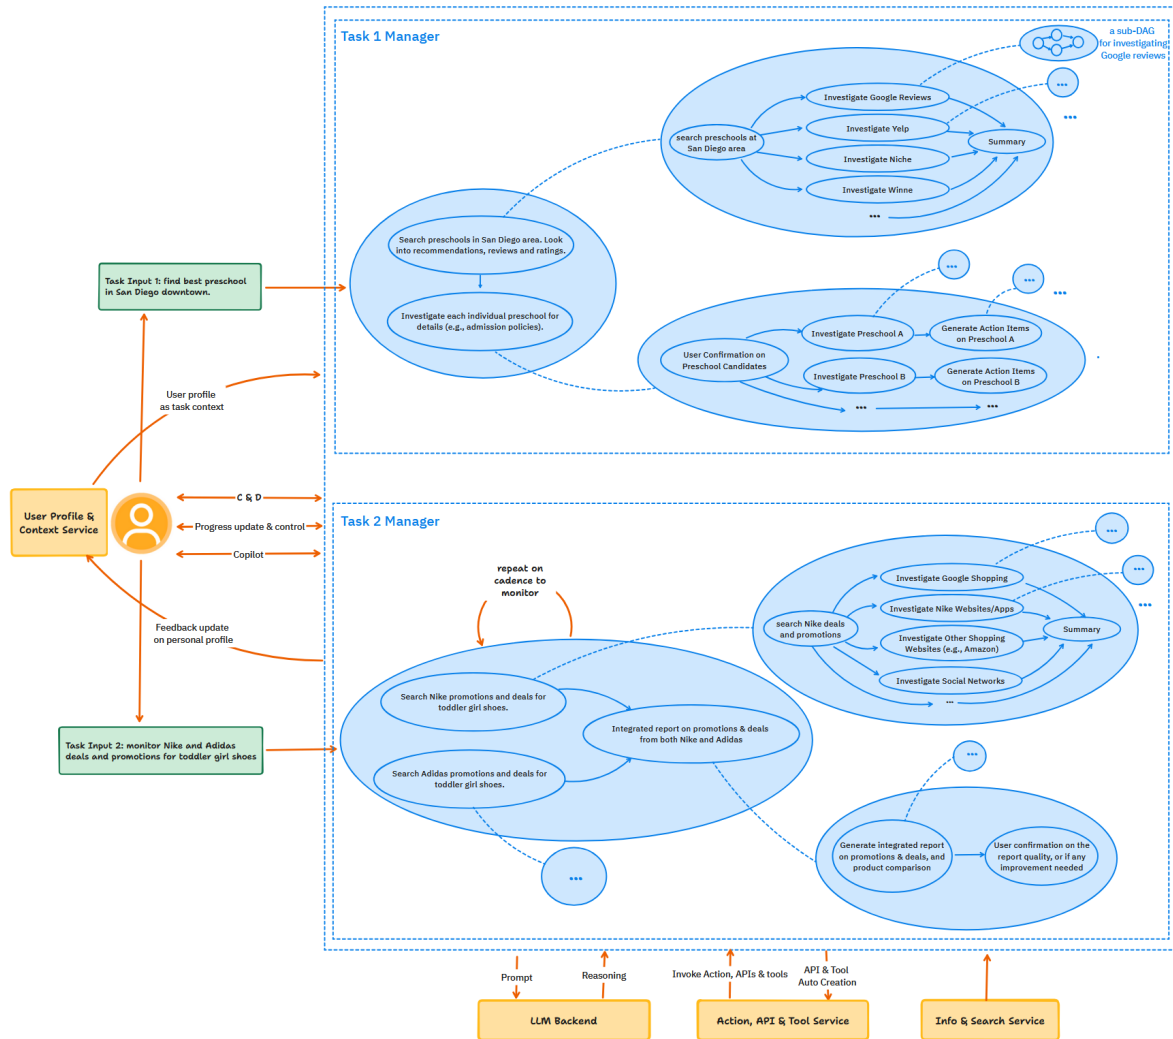 Task 1 Manager
a sub-DAG
for investigating
Google reviews
...
...
Investigate Google Reviews
Investigate Yelp
search preschools at
San Diego area
Summary
Investigate Niche
Investigate Winne
...
Search preschools in San Diego area. Look
into recommendations, reviews and ratings.
Investigate each individual preschool for
details (e.g., admission policies).
...
...
...
Investigate Preschool A
Generate Action Items
on Preschool A
User Confirmation on
Preschool Candidates
Investigate Preschool B
Generate Action Items
on Preschool B
...
...
Task Input 1: find best preschool
in San Diego downtown.
User profile
as task context
User Profile &
Context Service
C & D
Progress update & control
Copilot
Feedback update
on personal profile
Task Input 2: monitor Nike and Adidas
deals and promotions for toddler girl shoes
Task 2 Manager
repeat on
cadence to
monitor
Search Nike promotions and deals for
toddler girl shoes.
Integrated report on promotions & deals
from both Nike and Adidas
Search Adidas promotions and deals for
toddler girl shoes.
...
...
...
...
Investigate Google Shopping
Investigate Nike Websites/Apps
search Nike deals
and promotions
Investigate Other Shopping
Websites (e.g., Amazon)
Summary
Investigate Social Networks
...
...
Generate integrated report
on promotions & deals, and
product comparison
User confirmation on the
report quality, or if any
improvement needed
Prompt
Reasoning
Invoke Action, APIs & tools
API & Tool
Auto Creation
LLM Backend
Action, API & Tool Service
Info & Search Service